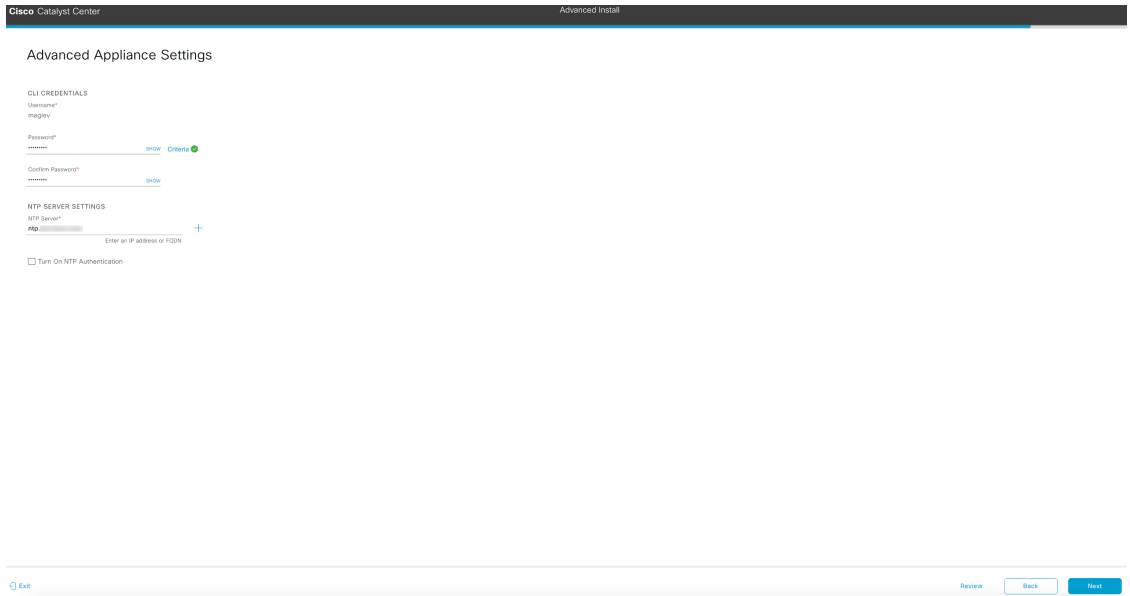 Cisco Catalyst Center
Advanced Install
Advanced Appliance Settings
CLI CREDENTIALS
Username*
maglev
Password*
••••••••• SHOW Criteria
Confirm Password*
••••••••• SHOW
NTP SERVER SETTINGS
NTP Server*
ntp.
Enter an IP address or FQDN
Turn On NTP Authentication
Exit
Review
Back
Next